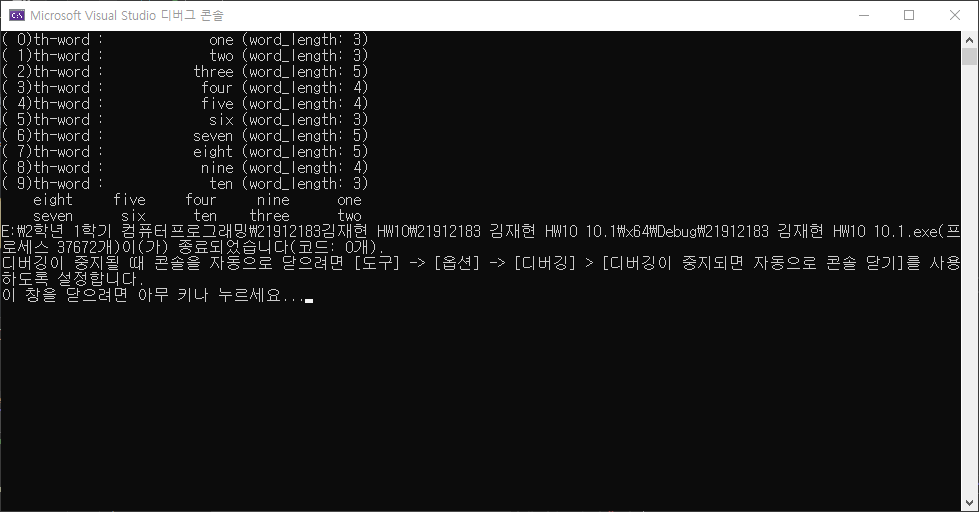 Microsoft Visual Studio 디버그 콘솔
( 0)th-word :             one (word_length: 3)
( 1)th-word :             two (word_length: 3)
( 2)th-word :           three (word_length: 5)
( 3)th-word :            four (word_length: 4)
( 4)th-word :            five (word_length: 4)
( 5)th-word :             six (word_length: 3)
( 6)th-word :           seven (word_length: 5)
( 7)th-word :           eight (word_length: 5)
( 8)th-word :            nine (word_length: 4)
( 9)th-word :             ten (word_length: 3)
    eight     five     four     nine      one
    seven      six      ten    three      two
E:\2학년 1학기 컴퓨터프로그래밍\21912183김재현 HW10\21912183 김재현 HW10 10.1\x64\Debug\21912183 김재현 HW10 10.1.exe(프
로세스 37672개)이(가) 종료되었습니다(코드: 0개).
디버깅이 중지될 때 콘솔을 자동으로 닫으려면 [도구] -> [옵션] -> [디버깅] > [디버깅이 중지되면 자동으로 콘솔 닫기]를 사용
하도록 설정합니다.
이 창을 닫으려면 아무 키나 누르세요...